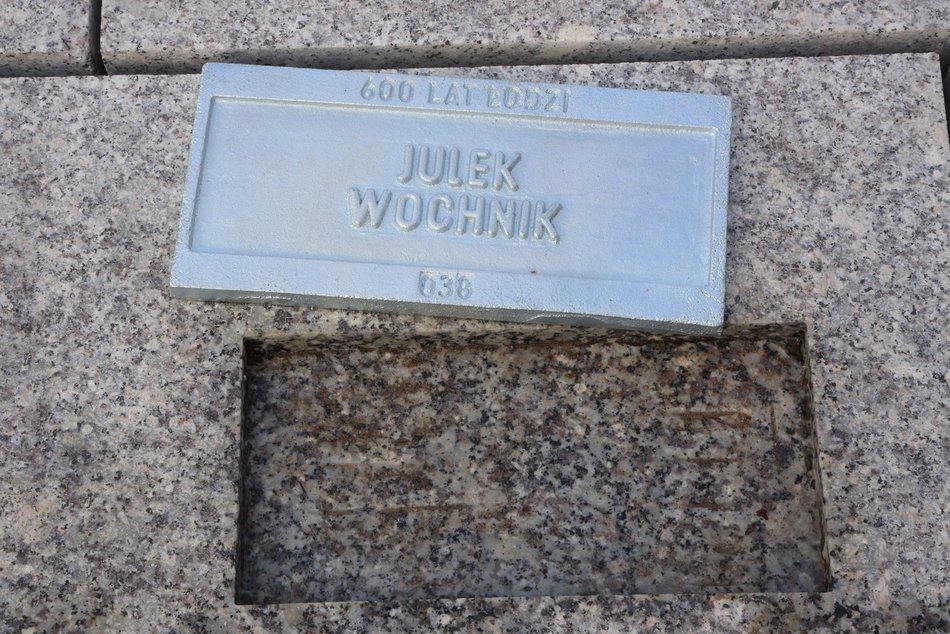 600 LAT ŁODZI
JULEK
WOCHNIK
638